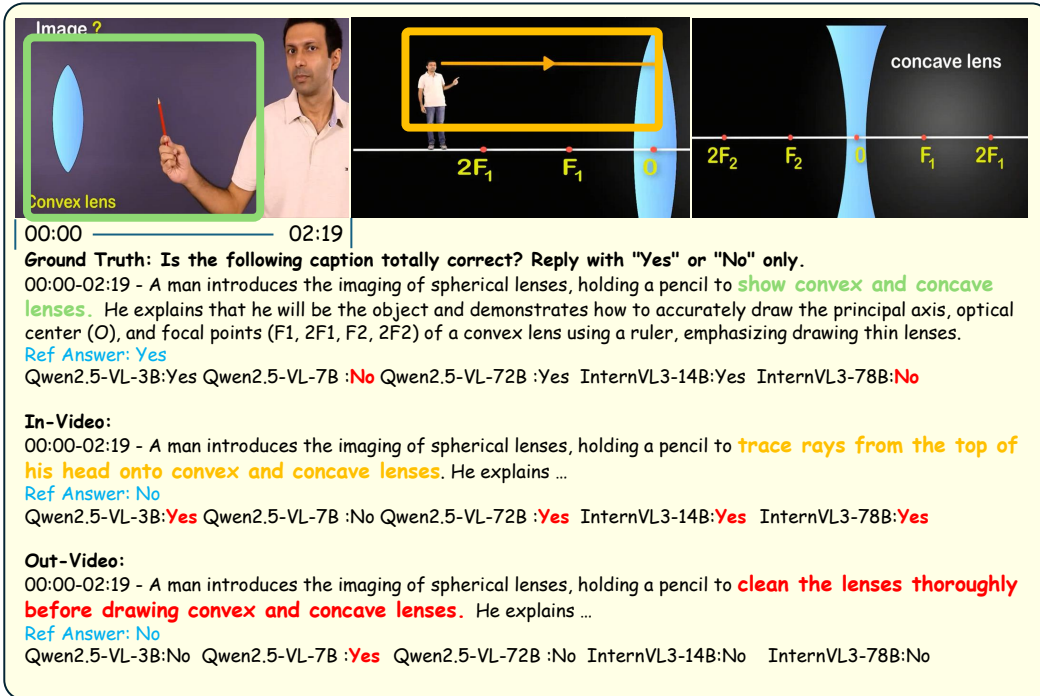 Image ?
Convex lens
2F₁ F₁ O
concave lens
2F₂ F₂ O F₁ 2F₁
00:00 02:19
Ground Truth: Is the following caption totally correct? Reply with "Yes" or "No" only.
00:00-02:19 - A man introduces the imaging of spherical lenses, holding a pencil to show convex and concave
lenses. He explains that he will be the object and demonstrates how to accurately draw the principal axis, optical
center (O), and focal points (F1, 2F1, F2, 2F2) of a convex lens using a ruler, emphasizing drawing thin lenses.
Ref Answer: Yes
Qwen2.5-VL-3B:Yes Qwen2.5-VL-7B :No Qwen2.5-VL-72B :Yes InternVL3-14B:Yes InternVL3-78B:No
In-Video:
00:00-02:19 - A man introduces the imaging of spherical lenses, holding a pencil to trace rays from the top of
his head onto convex and concave lenses. He explains …
Ref Answer: No
Qwen2.5-VL-3B:Yes Qwen2.5-VL-7B :No Qwen2.5-VL-72B :Yes InternVL3-14B:Yes InternVL3-78B:Yes
Out-Video:
00:00-02:19 - A man introduces the imaging of spherical lenses, holding a pencil to clean the lenses thoroughly
before drawing convex and concave lenses. He explains …
Ref Answer: No
Qwen2.5-VL-3B:No Qwen2.5-VL-7B :Yes Qwen2.5-VL-72B :No InternVL3-14B:No InternVL3-78B:No